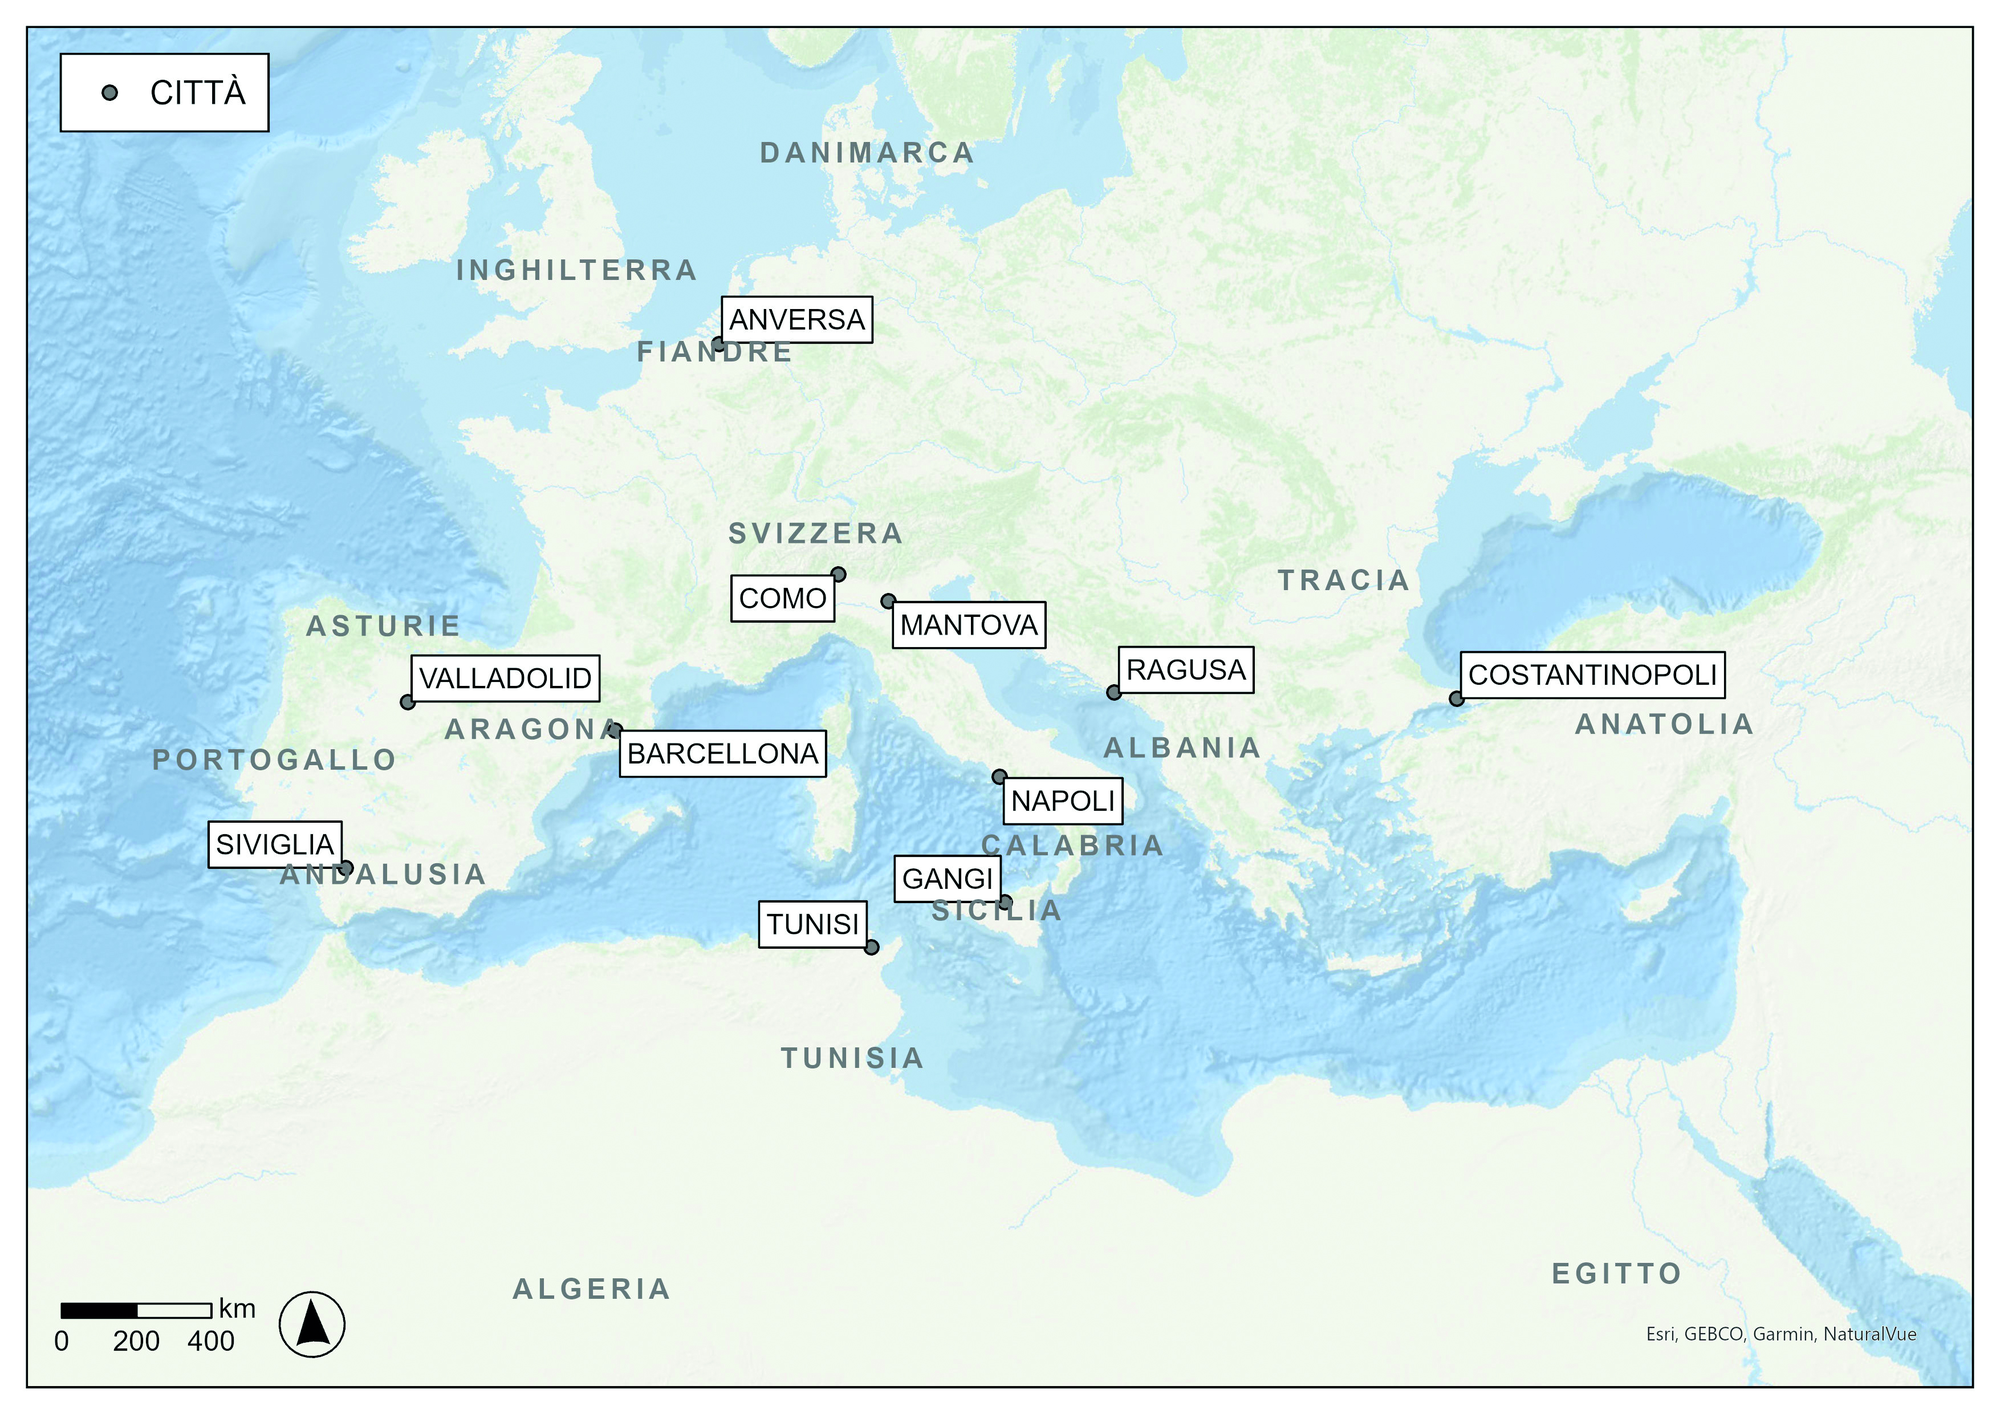 CITTÀ
DANIMARCA
INGHILTERRA
ANVERSA
FIANDRE
SVIZZERA
COMO
MANTOVA
TRACIA
ASTURIE
VALLADOLID
RAGUSA
COSTANTINOPOLI
ARAGONA
ANATOLIA
BARCELLONA
ALBANIA
PORTOGALLO
NAPOLI
SIVIGLIA
CALABRIA
ANDALUSIA
GANGI
SICILIA
TUNISI
TUNISIA
EGITTO
ALGERIA
km
0 200 400
Esri, GEBCO, Garmin, NaturalVue